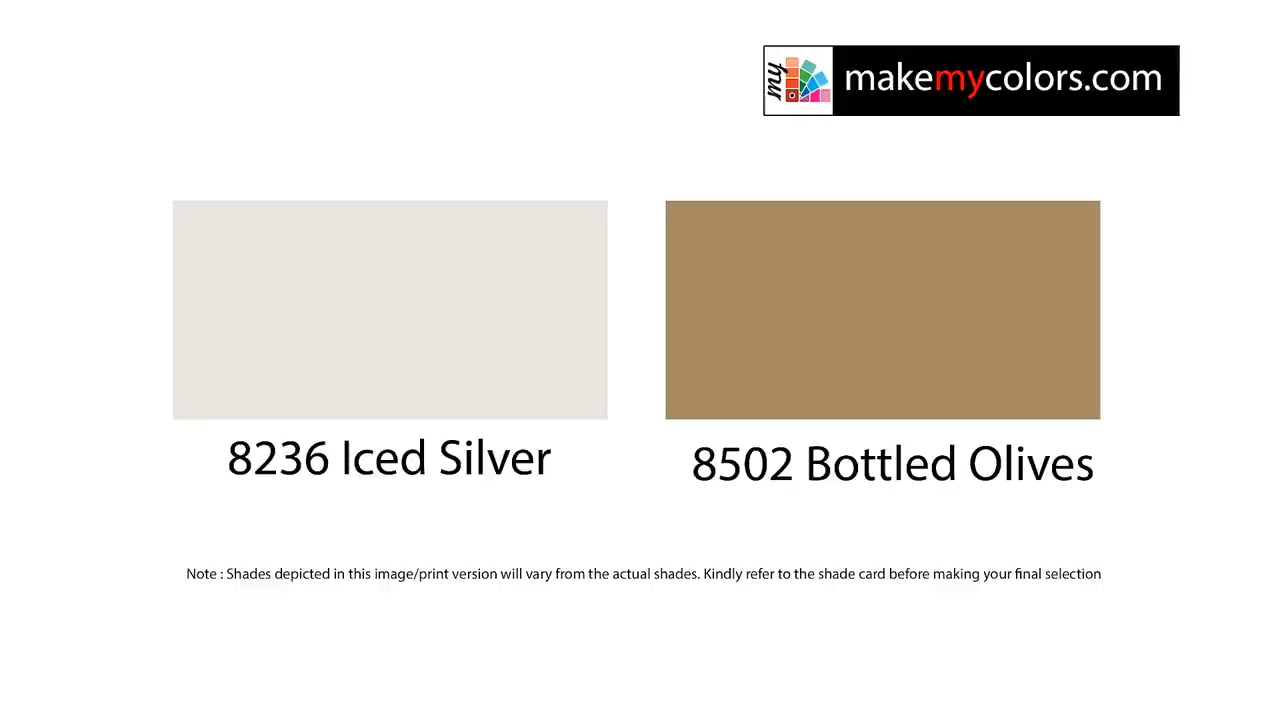 my
makemycolors.com
8236 Iced Silver
8502 Bottled Olives
Note : Shades depicted in this image/print version will vary from the actual shades. Kindly refer to the shade card before making your final selection